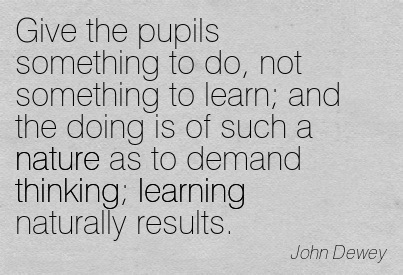 Give the pupils
something to do, not
something to learn; and
the doing is of such a
nature as to demand
thinking; learning
naturally results.
John Dewey